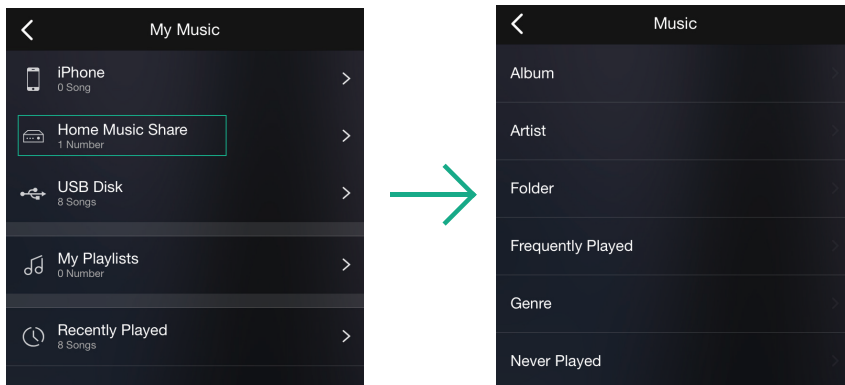 My Music
iPhone
0 Song
Home Music Share
1 Number
USB Disk
8 Songs
My Playlists
0 Number
Recently Played
8 Songs
Music
Album
Artist
Folder
Frequently Played
Genre
Never Played